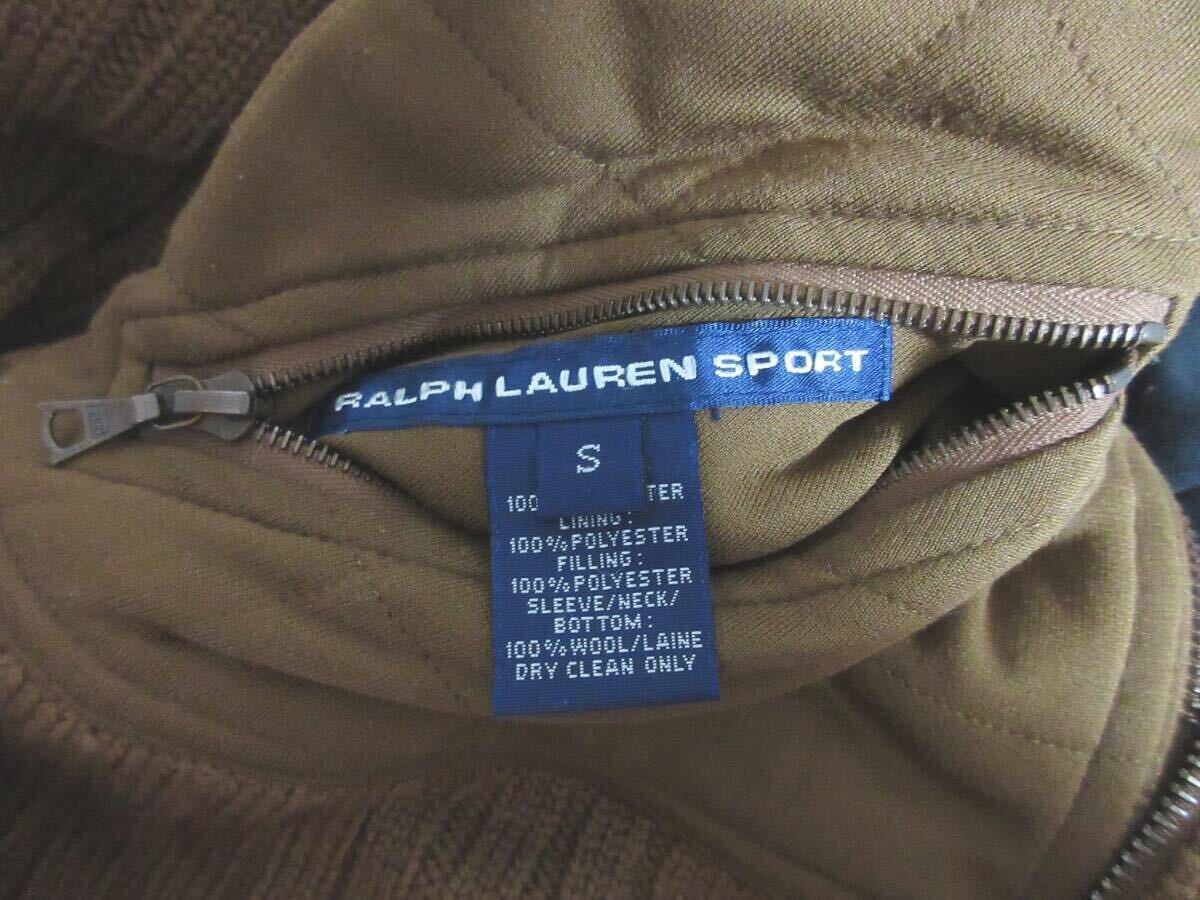 RALPH LAUREN SPORT
S
100
LINING:
100%POLYESTER
FILLING:
100%POLYESTER
SLEEVE/NECK/
BOTTOM:
100%WOOL/LAINE
DRY CLEAN ONLY